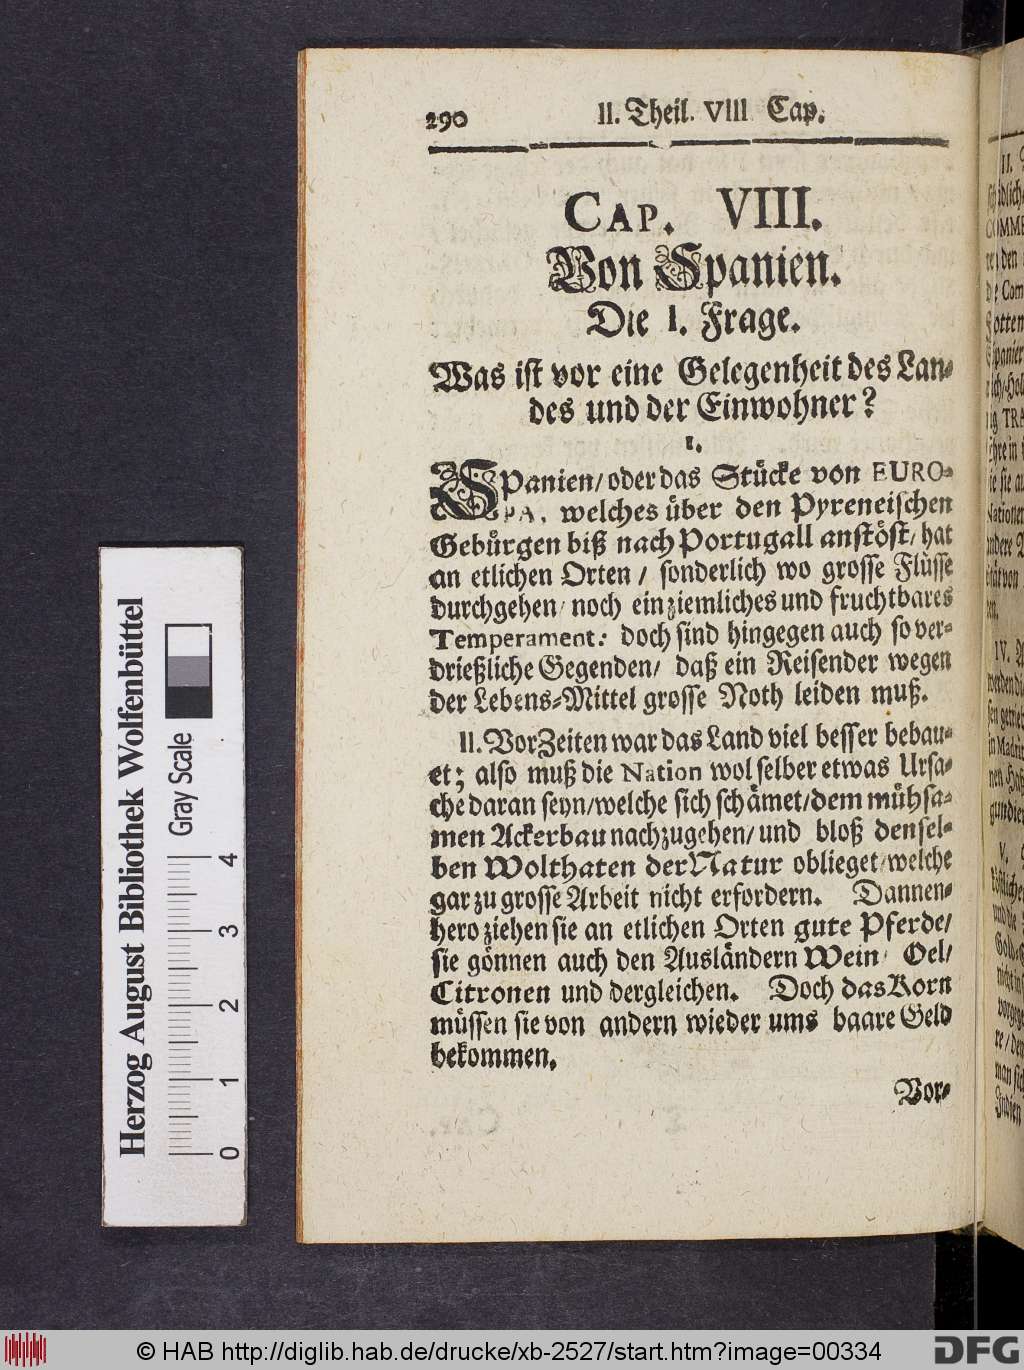 290 II. Theil. VIII Cap.
CAP. VIII.
Von Spanien.
Die I. Frage.
Was ist vor eine Gelegenheit des Lan-
des und der Einwohner?
I.
SPanien/ oder das Stücke von EURO-
PA, welches über den Pyreneischen
Gebürgen biß nach Portugall anstöst/ hat
an etlichen Orten/ sonderlich wo grosse Flüsse
durchgehen/ noch ein ziemliches und fruchtbares
Temperament: doch sind hingegen auch so ver-
drießliche Gegenden/ daß ein Reisender wegen
der Lebens-Mittel grosse Noth leiden muß.
II. Vor Zeiten war das Land viel besser bebau-
et; also muß die Nation wol selber etwas Ursa-
che daran seyn/ welche sich schämet/ dem mühsa-
men Ackerbau nachzugehen/ und bloß densel-
ben Wolthaten der Natur oblieget/ welche
gar zu grosse Arbeit nicht erfordern. Dannen-
hero ziehen sie an etlichen Orten gute Pferde/
sie gönnen auch den Ausländern Wein/ Oel/
Citronen und dergleichen. Doch das Korn
müssen sie von andern wieder ums baare Geld
bekommen.
Vor-
Herzog August Bibliothek Wolfenbüttel
Gray Scale
0 1 2 3 4
© HAB http://diglib.hab.de/drucke/xb-2527/start.htm?image=00334
DFG